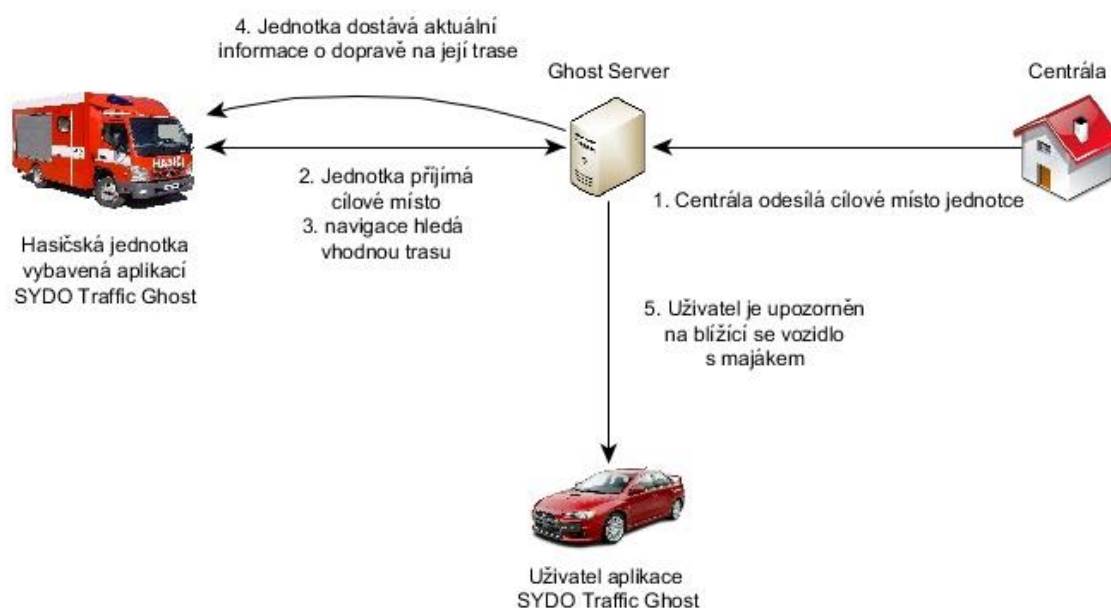 4. Jednotka dostává aktuální
informace o dopravě na její trase
Ghost Server
Centrála
HASIČI
2. Jednotka příjímá
cílové místo
3. navigace hledá
vhodnou trasu
1. Centrála odesílá cílové místo jednotce
Hasičská jednotka
vybavená aplikací
SYDO Traffic Ghost
5. Uživatel je upozorněn
na blížící se vozidlo
s majákem
Uživatel aplikace
SYDO Traffic Ghost